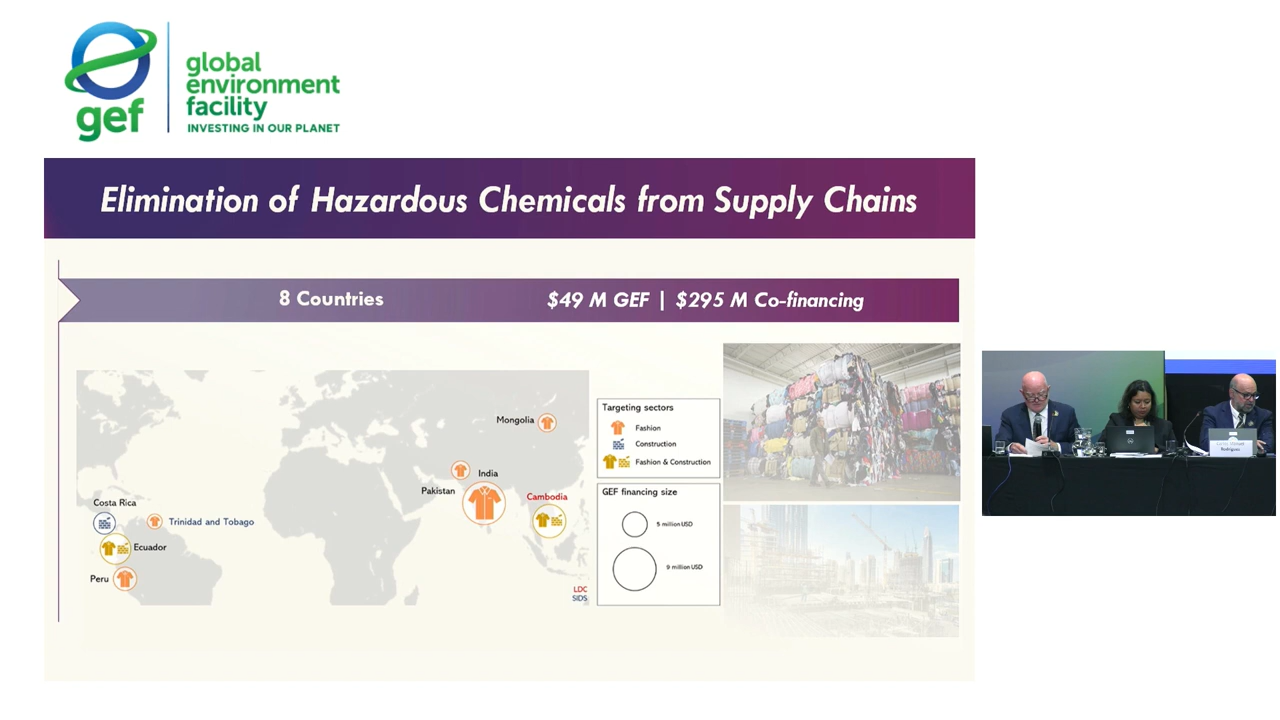 gef
global
environment
facility
INVESTING IN OUR PLANET
Elimination of Hazardous Chemicals from Supply Chains
8 Countries
$49 M GEF | $295 M Co-financing
Mongolia
India
Pakistan
Cambodia
Costa Rica
Trinidad and Tobago
Ecuador
Peru
LDC
SIDS
Targeting sectors
Fashion
Construction
Fashion & Construction
GEF financing size
5 million USD
9 million USD
Rodriguez